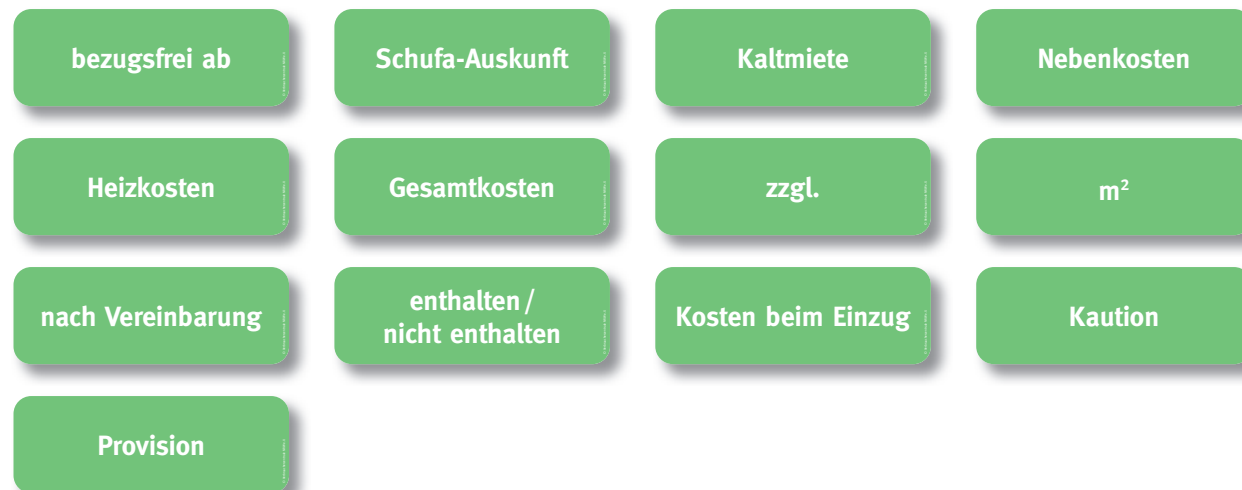 bezugsfrei ab
Schufa-Auskunft
Kaltmiete
Nebenkosten
Heizkosten
Gesamtkosten
zzgl.
m²
nach Vereinbarung
enthalten /
nicht enthalten
Kosten beim Einzug
Kaution
Provision